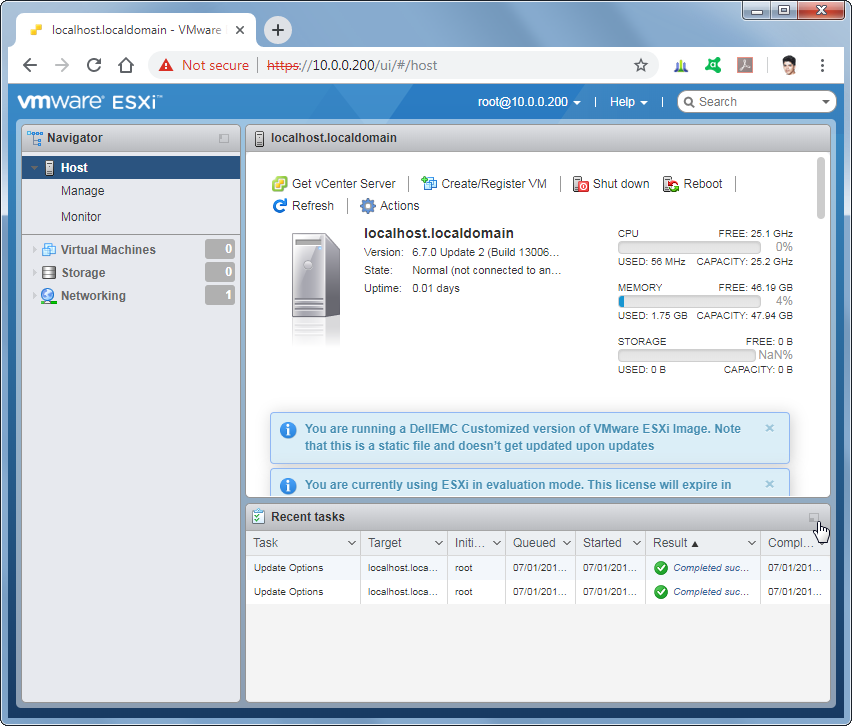 localhost.localdomain - VMware
Not secure | https://10.0.0.200/ui/#/host
vmware ESXi™
root@10.0.0.200 | Help | Search
Navigator
Host
Manage
Monitor
Virtual Machines 0
Storage 0
Networking 1
localhost.localdomain
Get vCenter Server | Create/Register VM | Shut down Reboot |
Refresh | Actions
localhost.localdomain
Version: 6.7.0 Update 2 (Build 13006...
State: Normal (not connected to an...
Uptime: 0.01 days
CPU FREE: 25.1 GHz
0%
USED: 56 MHz CAPACITY: 25.2 GHz
MEMORY FREE: 46.19 GB
4%
USED: 1.75 GB CAPACITY: 47.94 GB
STORAGE FREE: 0 B
NaN%
USED: 0 B CAPACITY: 0 B
You are running a DellEMC Customized version of VMware ESXi Image. Note
that this is a static file and doesn't get updated upon updates
You are currently using ESXi in evaluation mode. This license will expire in
Recent tasks
Task Target Initi... Queued Started Result ▲ Compl...
Update Options localhost.loca... root 07/01/201... 07/01/201... Completed suc... 07/01/201...
Update Options localhost.loca... root 07/01/201... 07/01/201... Completed suc... 07/01/201...